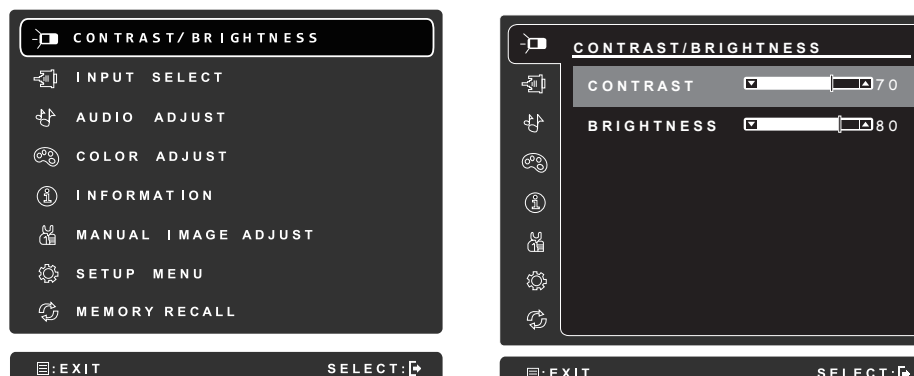 CONTRAST/BRIGHTNESS
INPUT SELECT
AUDIO ADJUST
COLOR ADJUST
INFORMATION
MANUAL IMAGE ADJUST
SETUP MENU
MEMORY RECALL
:EXIT SELECT:
CONTRAST/BRIGHTNESS
CONTRAST 70
BRIGHTNESS 80
:EXIT SELECT: